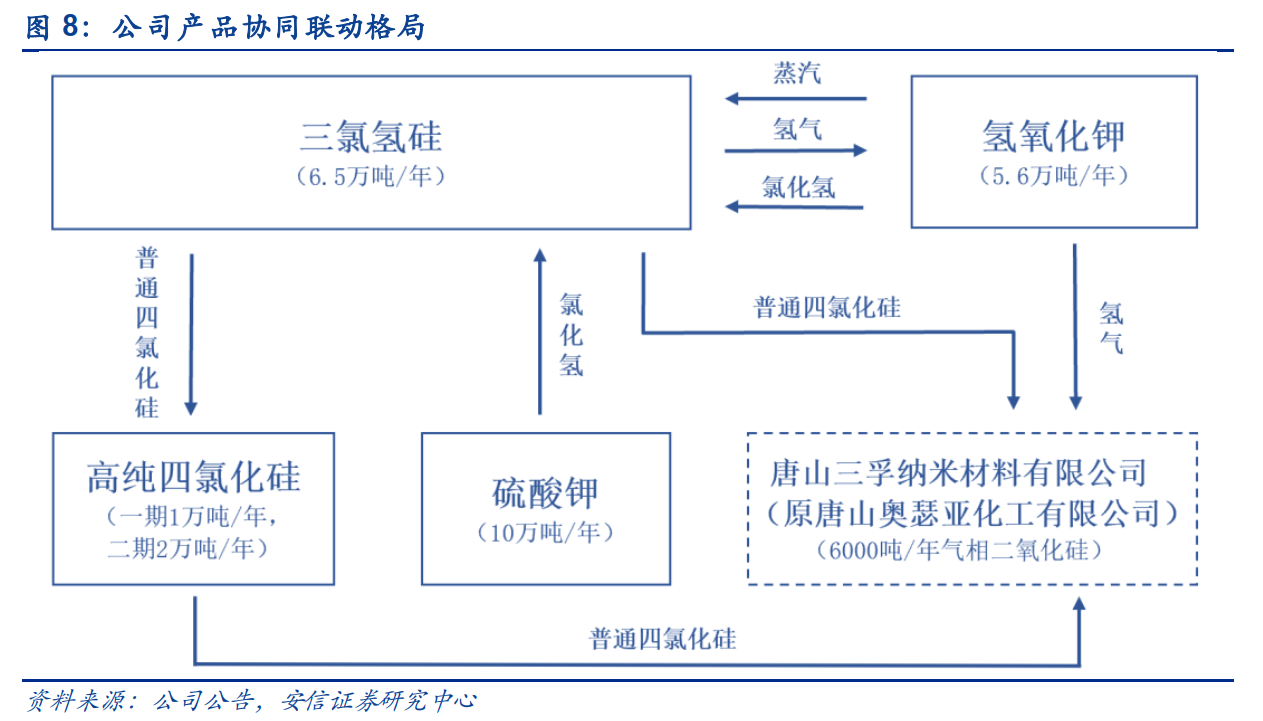 图 8：公司产品协同联动格局
三氯氢硅
（6.5万吨/年）
蒸汽
氢气
氯化氢
氢氧化钾
（5.6万吨/年）
普通四氯化硅
氯化氢
普通四氯化硅
氢气
高纯四氯化硅
（一期1万吨/年，
二期2万吨/年）
硫酸钾
（10万吨/年）
唐山三孚纳米材料有限公司
（原唐山奥瑟亚化工有限公司）
（6000吨/年气相二氧化硅）
普通四氯化硅
资料来源：公司公告，安信证券研究中心